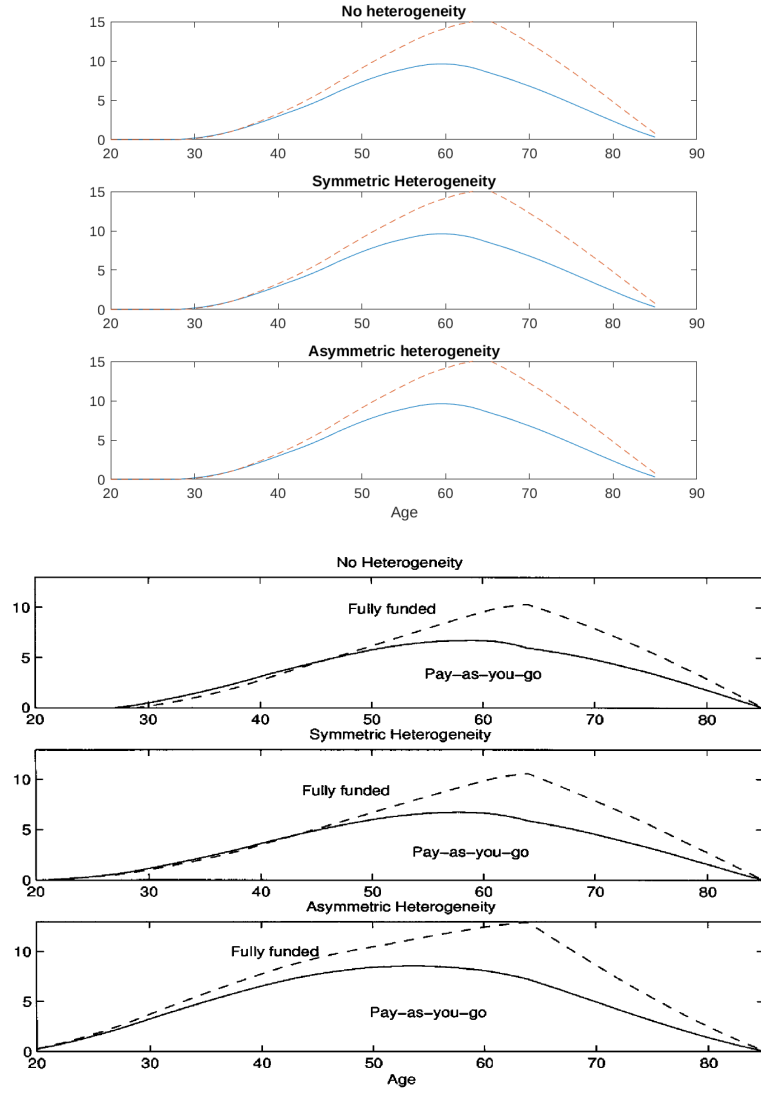 No heterogeneity
15
10
5
0
20 30 40 50 60 70 80 90
Symmetric Heterogeneity
15
10
5
0
20 30 40 50 60 70 80 90
Asymmetric heterogeneity
15
10
5
0
20 30 40 50 60 70 80 90
Age
No Heterogeneity
10
Fully funded
5
Pay-as-you-go
0
20 30 40 50 60 70 80
Symmetric Heterogeneity
10
Fully funded
5
Pay-as-you-go
0
20 30 40 50 60 70 80
Asymmetric Heterogeneity
10
Fully funded
5
Pay-as-you-go
0
20 30 40 50 60 70 80
Age